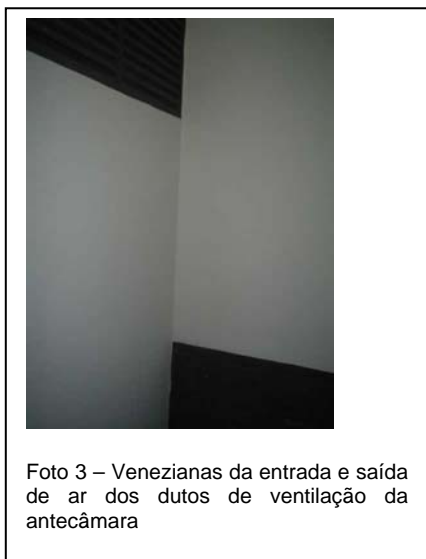 Foto 3 – Venezianas da entrada e saída
de ar dos dutos de ventilação da
antecâmara